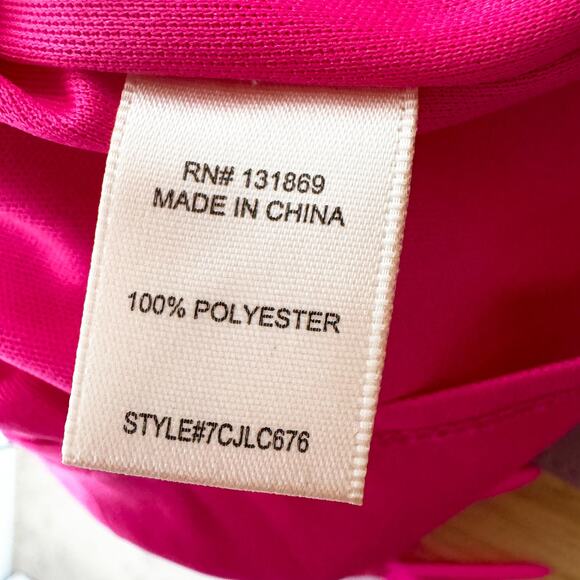 RN# 131869
MADE IN CHINA
100% POLYESTER
STYLE#7CJLC676